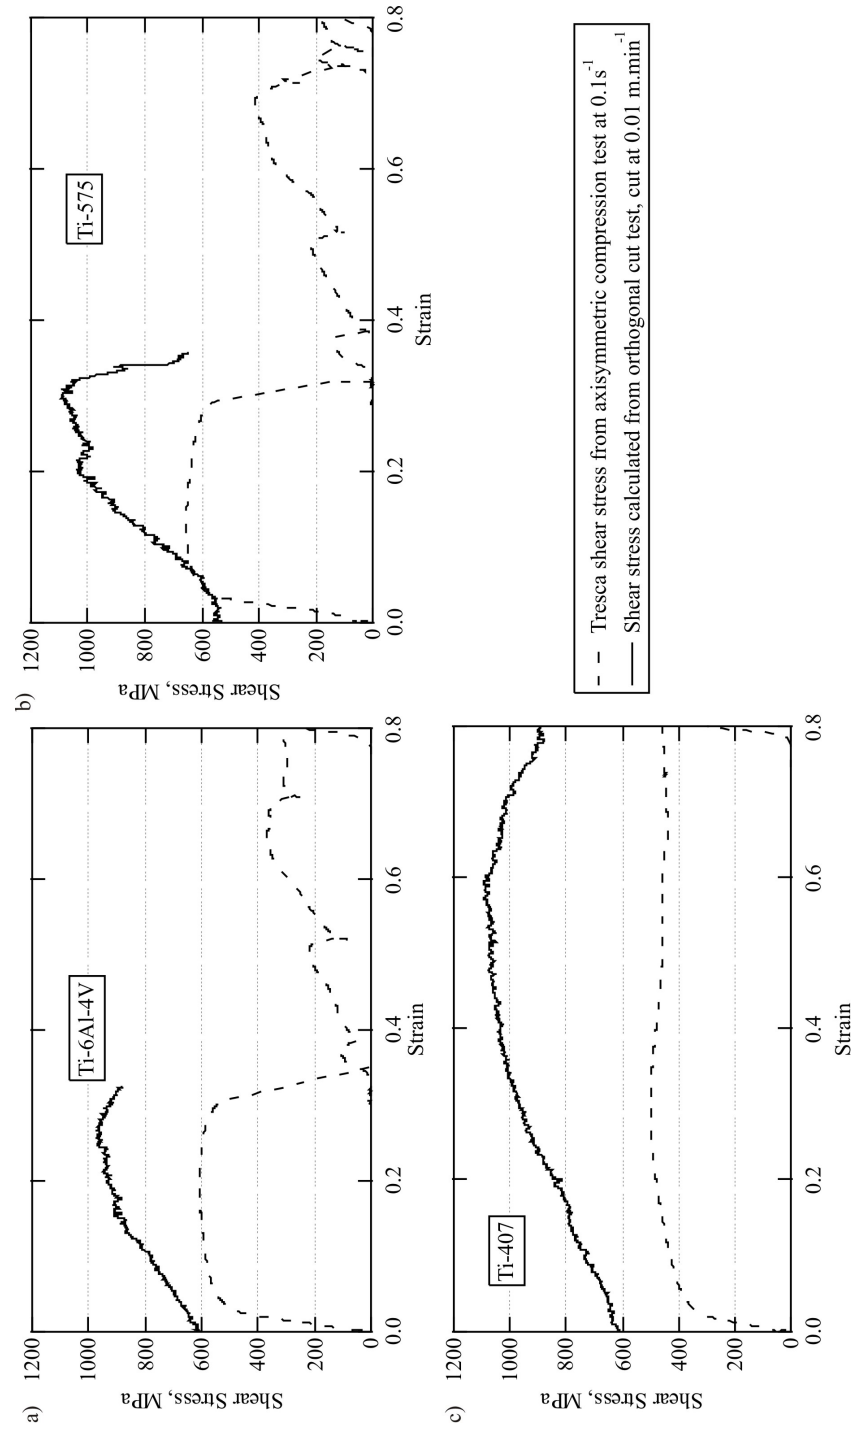 a)
Ti-6Al-4V
1200
1000
800
600
400
200
0
Shear Stress, MPa
0.0
0.2
0.4
0.6
0.8
Strain
b)
Ti-575
1200
1000
800
600
400
200
0
Shear Stress, MPa
0.0
0.2
0.4
0.6
0.8
Strain
c)
Ti-407
1200
1000
800
600
400
200
0
Shear Stress, MPa
0.0
0.2
0.4
0.6
0.8
Strain
Tresca shear stress from axisymmetric compression test at 0.1s⁻¹
Shear stress calculated from orthogonal cut test, cut at 0.01 m.min⁻¹